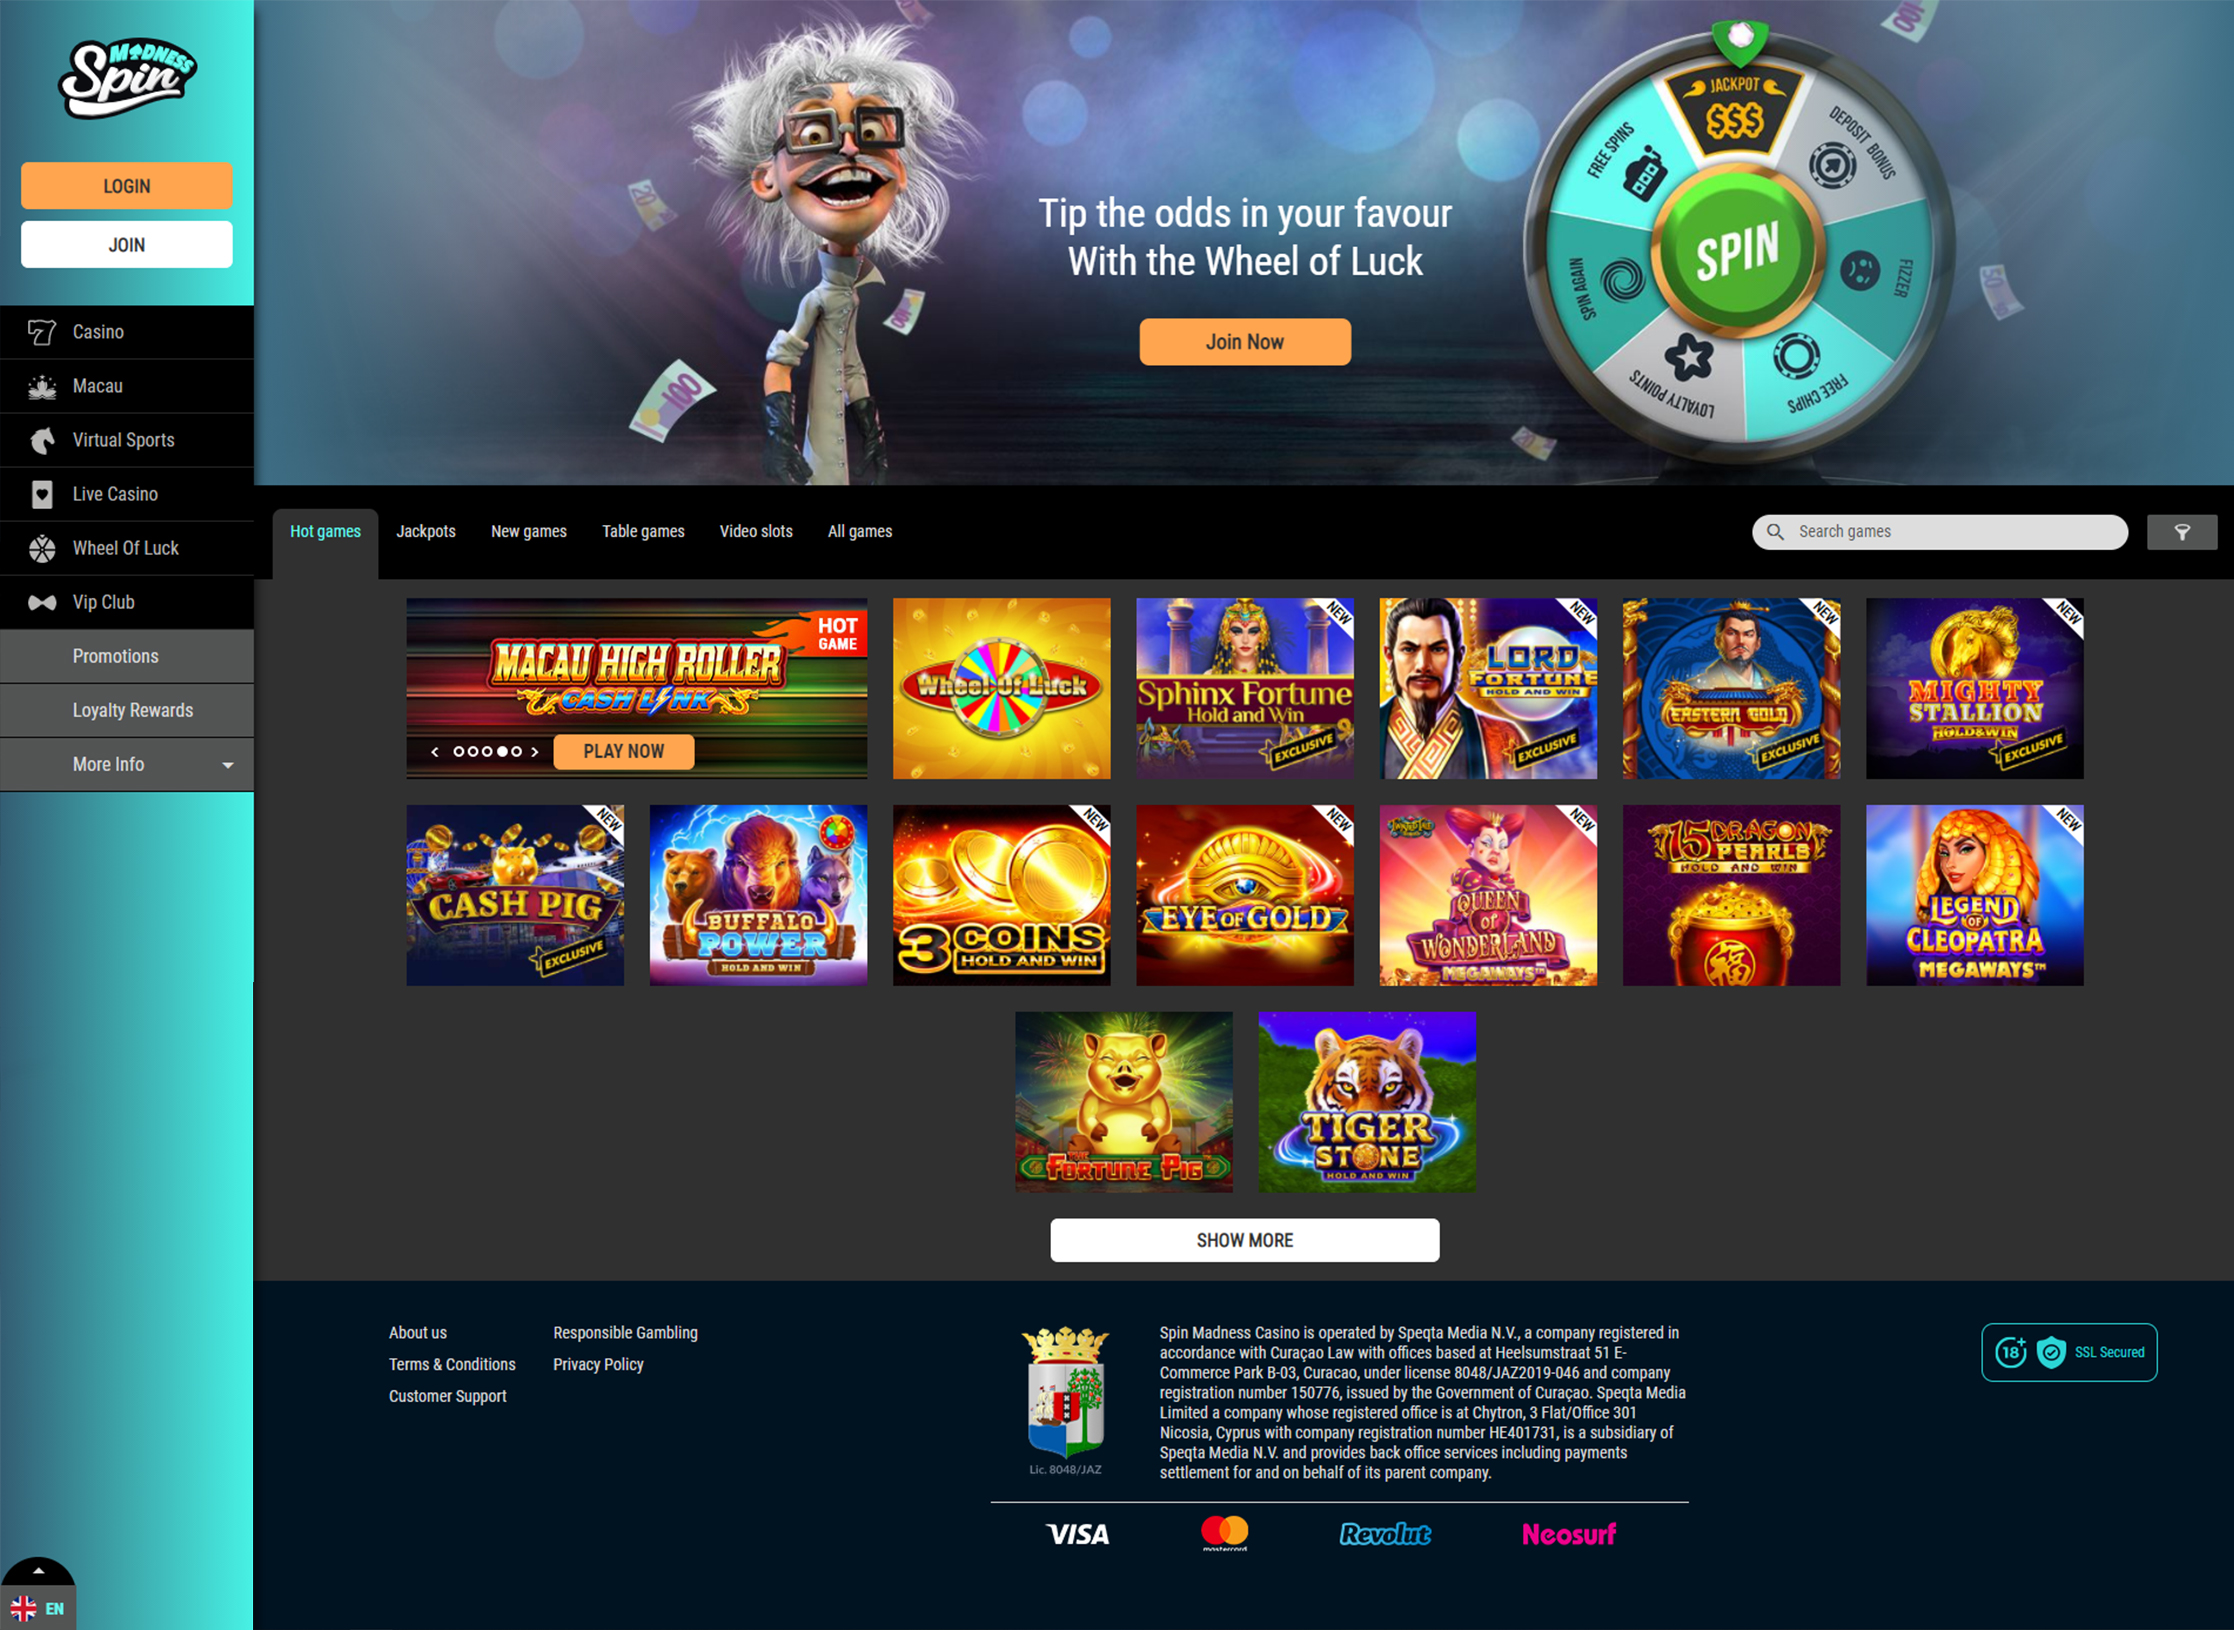 MADNESS
Spin
LOGIN
JOIN
Casino
Macau
Virtual Sports
Live Casino
Wheel Of Luck
Vip Club
Promotions
Loyalty Rewards
More Info
EN
Tip the odds in your favour
With the Wheel of Luck
Join Now
100
20
100
100
50
20
JACKPOT
$$$
DEPOSIT BONUS
FIZZER
FREE CHIPS
LOYALTY POINTS
SPIN AGAIN
FREE SPINS
SPIN
Hot games
Jackpots
New games
Table games
Video slots
All games
Search games
HOT
GAME
MACAU HIGH ROLLER
CASH LINK
PLAY NOW
Wheel Of Luck
NEW
Sphinx Fortune
Hold and Win
EXCLUSIVE
NEW
LORD
FORTUNE
HOLD AND WIN
EXCLUSIVE
NEW
EASTERN GOLD
EXCLUSIVE
NEW
MIGHTY
STALLION
HOLD&WIN
EXCLUSIVE
NEW
CASH PIG
EXCLUSIVE
BUFFALO
POWER
HOLD AND WIN
NEW
3 COINS
HOLD AND WIN
NEW
EYE OF GOLD
NEW
QUEEN
OF
WONDERLAND
MEGAWAYS™
15 DRAGON
PEARLS
HOLD AND WIN
福
NEW
LEGEND
OF
CLEOPATRA
MEGAWAYS™
THE
FORTUNE PIG
TIGER
STONE
HOLD AND WIN
SHOW MORE
About us
Terms & Conditions
Customer Support
Responsible Gambling
Privacy Policy
Lic. 8048/JAZ
Spin Madness Casino is operated by Speqta Media N.V., a company registered in
accordance with Curaçao Law with offices based at Heelsumstraat 51 E-
Commerce Park B-03, Curacao, under license 8048/JAZ2019-046 and company
registration number 150776, issued by the Government of Curaçao. Speqta Media
Limited a company whose registered office is at Chytron, 3 Flat/Office 301
Nicosia, Cyprus with company registration number HE401731, is a subsidiary of
Speqta Media N.V. and provides back office services including payments
settlement for and on behalf of its parent company.
18+
SSL Secured
VISA
mastercard
Revolut
Neosurf